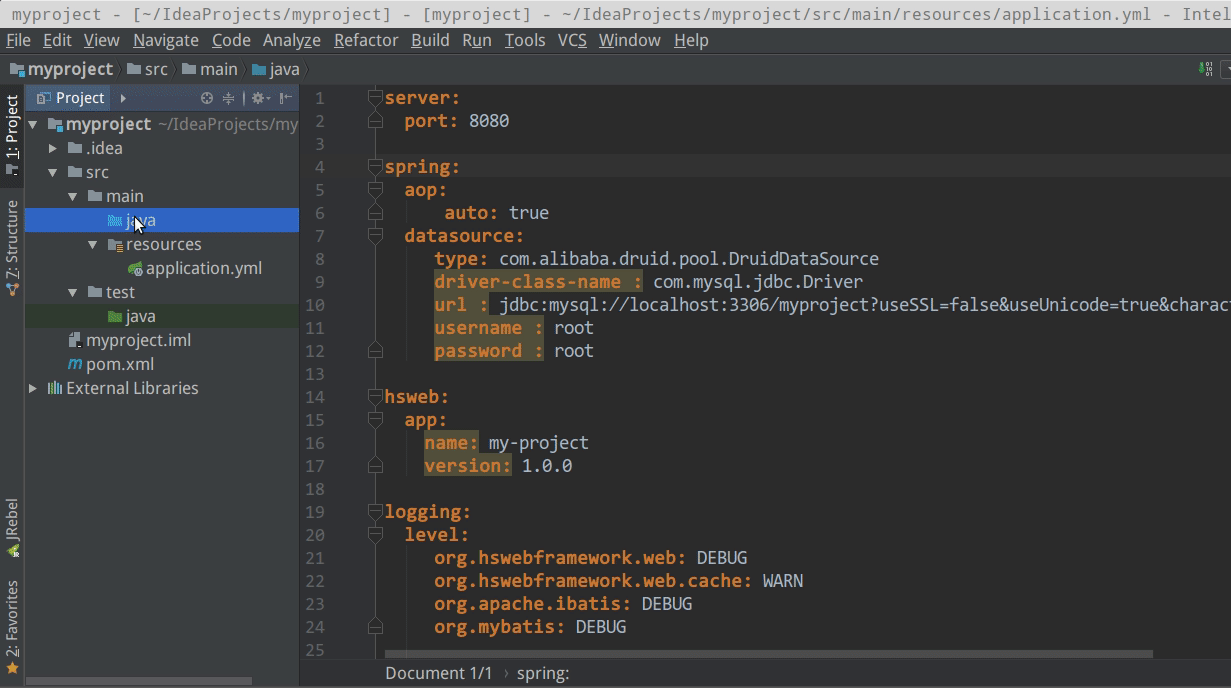 myproject - [~/IdeaProjects/myproject] - [myproject] - ~/IdeaProjects/myproject/src/main/resources/application.yml - Intel
File Edit View Navigate Code Analyze Refactor Build Run Tools VCS Window Help
myproject src main java
1: Project
7: Structure
JRebel
2: Favorites
Project
myproject ~/IdeaProjects/my
.idea
src
main
java
resources
application.yml
test
java
myproject.iml
pom.xml
External Libraries
1 server:
2 port: 8080
3
4 spring:
5 aop:
6 auto: true
7 datasource:
8 type: com.alibaba.druid.pool.DruidDataSource
9 driver-class-name : com.mysql.jdbc.Driver
10 url : jdbc:mysql://localhost:3306/myproject?useSSL=false&useUnicode=true&charac
11 username : root
12 password : root
13
14 hsweb:
15 app:
16 name: my-project
17 version: 1.0.0
18
19 logging:
20 level:
21 org.hswebframework.web: DEBUG
22 org.hswebframework.web.cache: WARN
23 org.apache.ibatis: DEBUG
24 org.mybatis: DEBUG
25
Document 1/1 › spring: